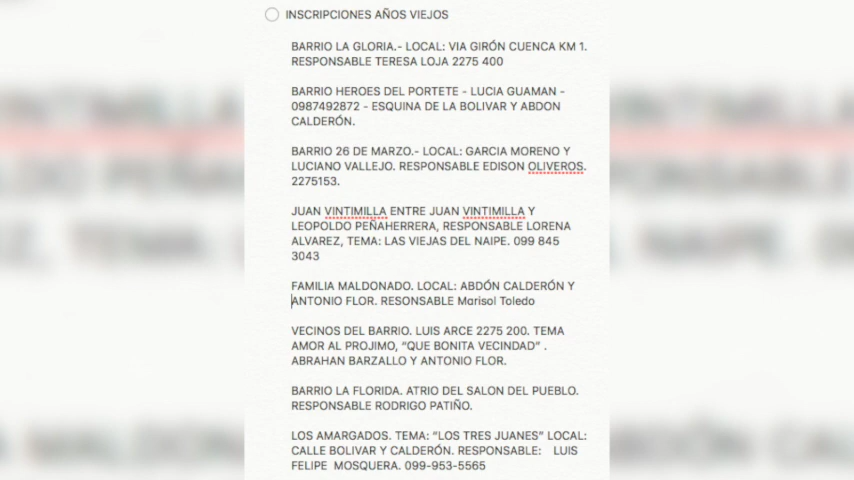 INSCRIPCIONES AÑOS VIEJOS
BARRIO LA GLORIA.- LOCAL: VIA GIRÓN CUENCA KM 1.
RESPONSABLE TERESA LOJA 2275 400
BARRIO HEROES DEL PORTETE - LUCIA GUAMAN -
0987492872 - ESQUINA DE LA BOLIVAR Y ABDON
CALDERÓN.
BARRIO 26 DE MARZO.- LOCAL: GARCIA MORENO Y
LUCIANO VALLEJO. RESPONSABLE EDISON OLIVEROS.
2275153.
JUAN VINTIMILLA ENTRE JUAN VINTIMILLA Y
LEOPOLDO PEÑAHERRERA, RESPONSABLE LORENA
ALVAREZ, TEMA: LAS VIEJAS DEL NAIPE. 099 845
3043
FAMILIA MALDONADO. LOCAL: ABDÓN CALDERÓN Y
ANTONIO FLOR. RESONSABLE Marisol Toledo
VECINOS DEL BARRIO. LUIS ARCE 2275 200. TEMA
AMOR AL PROJIMO, “QUE BONITA VECINDAD” .
ABRAHAN BARZALLO Y ANTONIO FLOR.
BARRIO LA FLORIDA. ATRIO DEL SALON DEL PUEBLO.
RESPONSABLE RODRIGO PATIÑO.
LOS AMARGADOS. TEMA: “LOS TRES JUANES” LOCAL:
CALLE BOLIVAR Y CALDERÓN. RESPONSABLE: LUIS
FELIPE MOSQUERA. 099-953-5565